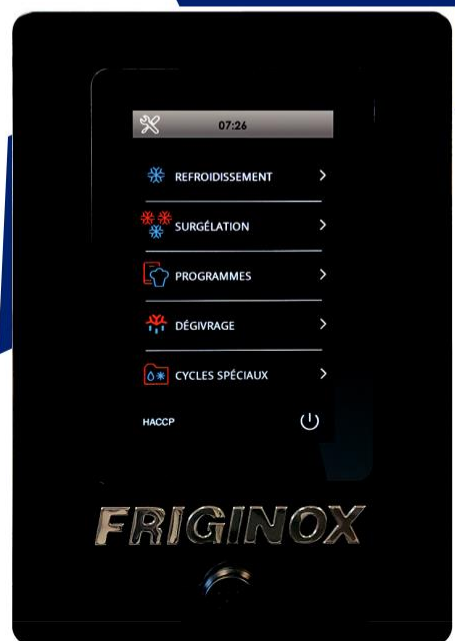 07:26
REFROIDISSEMENT
SURGÉLATION
PROGRAMMES
DÉGIVRAGE
CYCLES SPÉCIAUX
HACCP
FRIGINOX